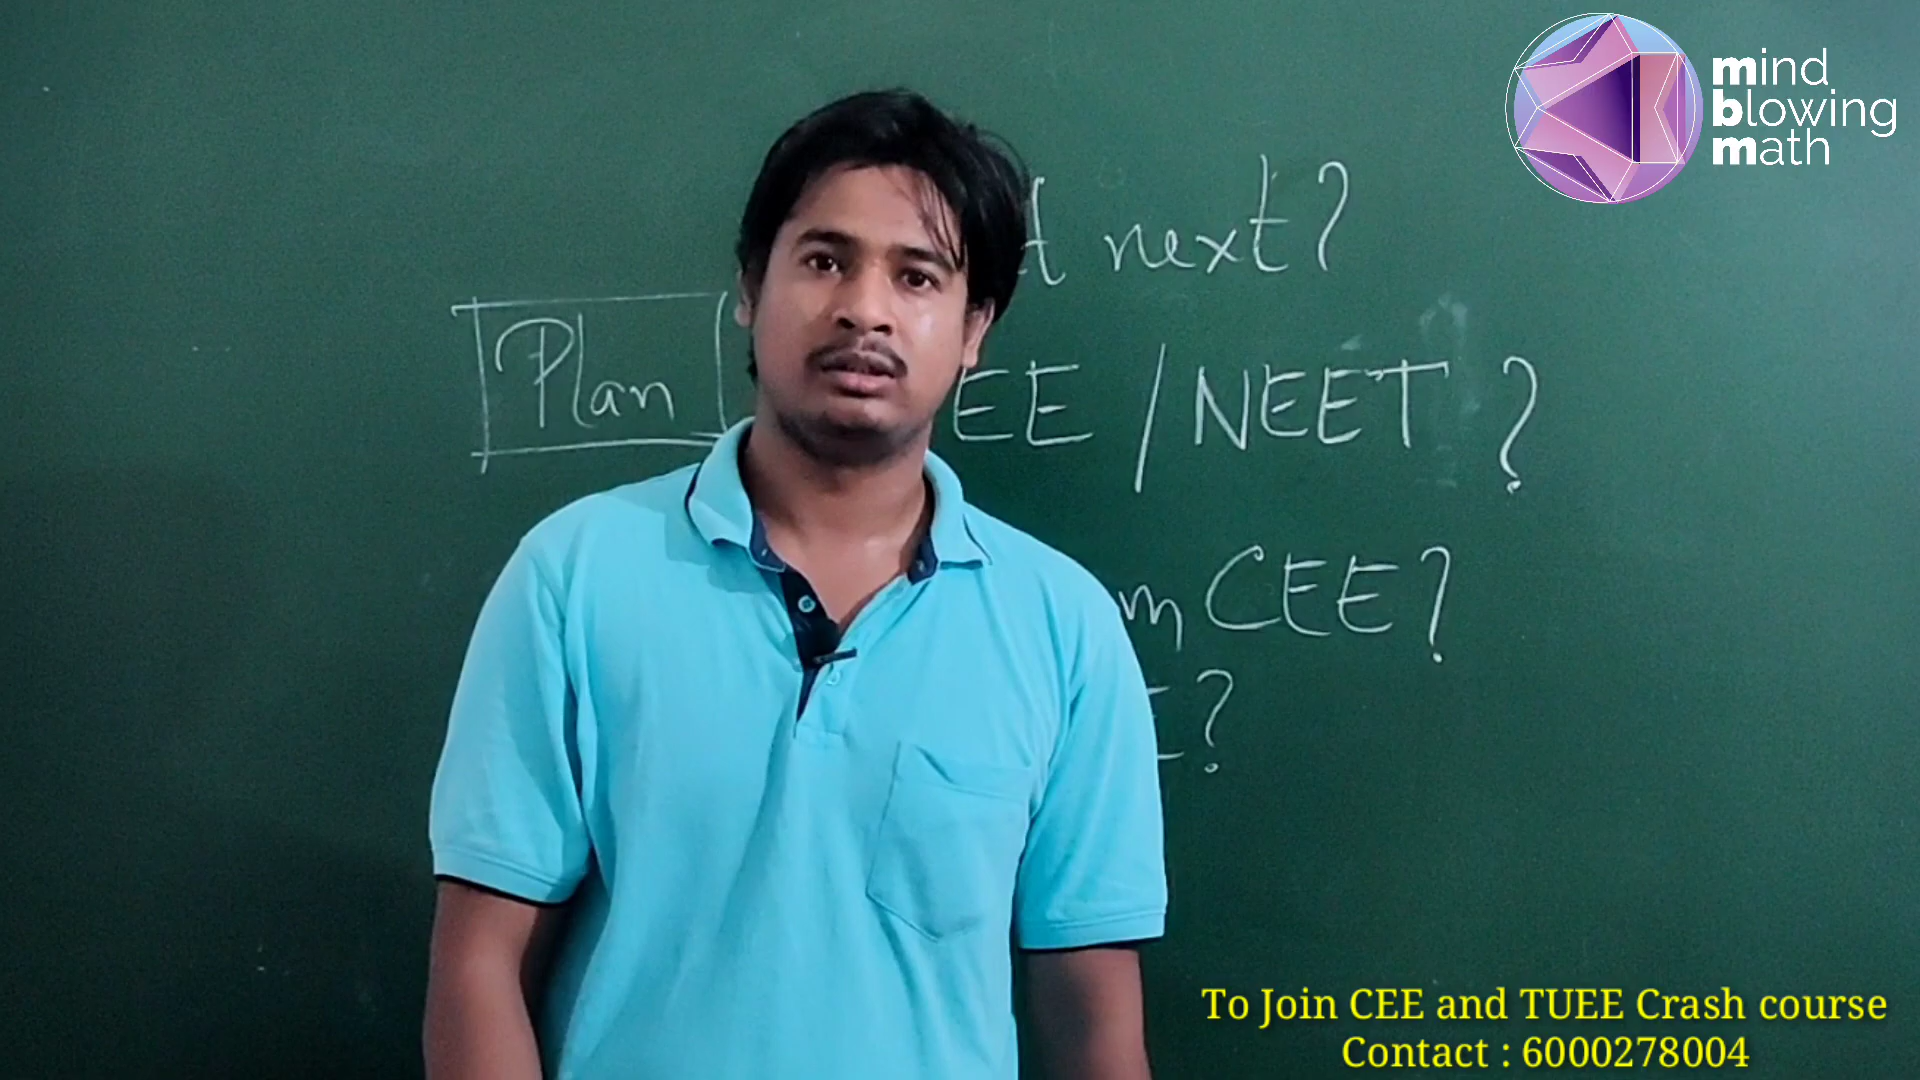 mind
blowing
math
next?
Plan EE / NEET ?
m CEE?
E?
To Join CEE and TUEE Crash course
Contact : 6000278004